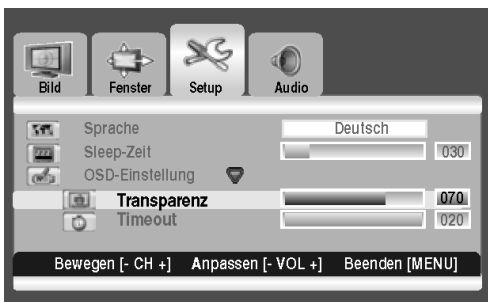 Bild Fenster Setup Audio
Sprache Deutsch
Sleep-Zeit 030
OSD-Einstellung
Transparenz 070
Timeout 020
Bewegen [- CH +] Anpassen [- VOL +] Beenden [MENU]